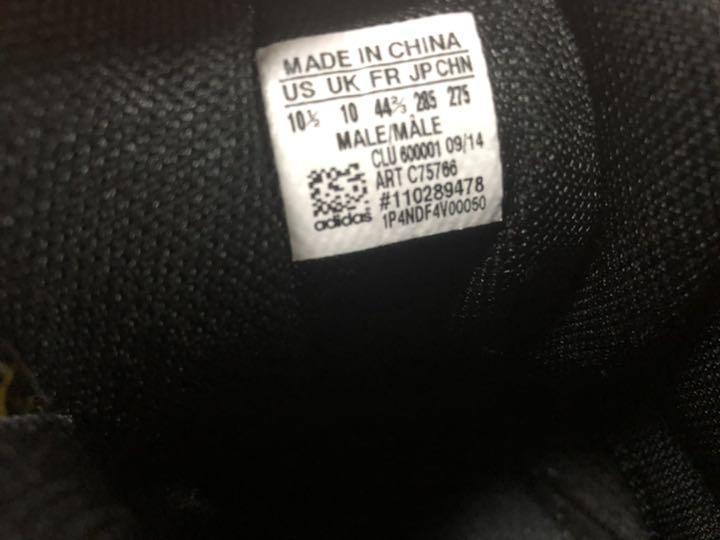 MADE IN CHINA
US UK FR JP CHN
10½ 10 44⅔ 285 275
MALE/MÂLE
CLU 600001 09/14
ART C75766
#110289478
adidas 1P4NDF4V00050